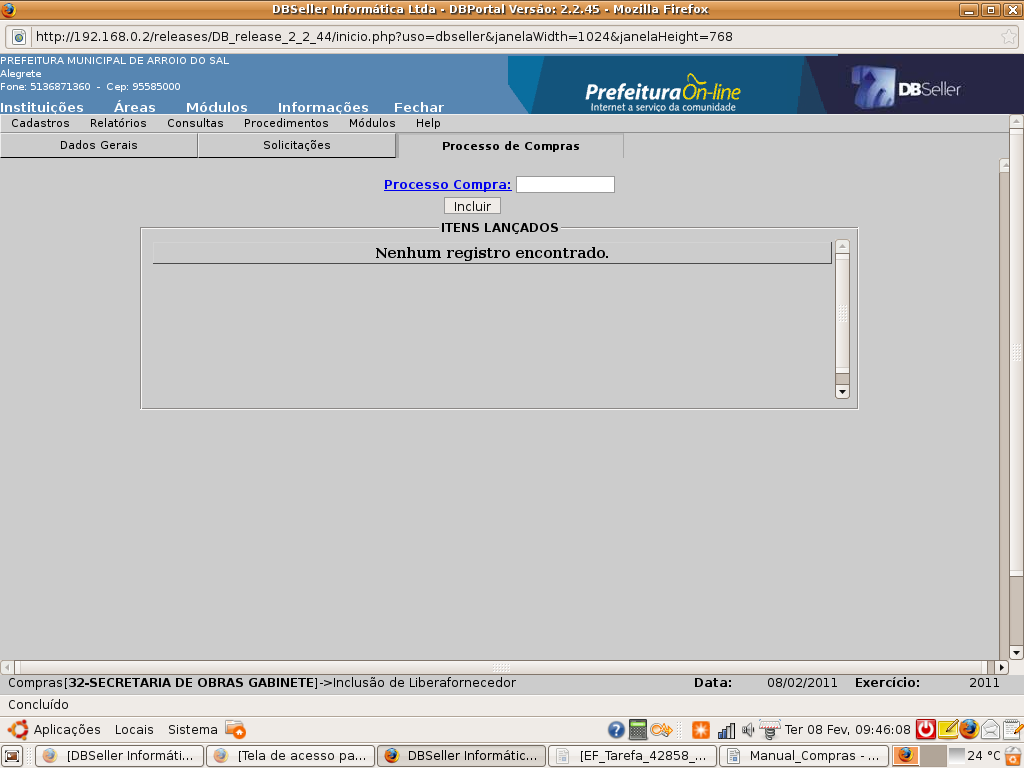 DBSeller Informática Ltda - DBPortal Versão: 2.2.45 - Mozilla Firefox
http://192.168.0.2/releases/DB_release_2_2_44/inicio.php?uso=dbseller&janelaWidth=1024&janelaHeight=768
PREFEITURA MUNICIPAL DE ARROIO DO SAL
Alegrete
Fone: 5136871360 - Cep: 95585000
Prefeitura On-line
Internet a serviço da comunidade
DBSeller
Instituições Áreas Módulos Informações Fechar
Cadastros Relatórios Consultas Procedimentos Módulos Help
Dados Gerais Solicitações Processo de Compras
Processo Compra:
Incluir
ITENS LANÇADOS
Nenhum registro encontrado.
Compras[32-SECRETARIA DE OBRAS GABINETE]->Inclusão de Liberafornecedor Data: 08/02/2011 Exercício: 2011
Concluído
Aplicações Locais Sistema Ter 08 Fev, 09:46:08
[DBSeller Informáti... [Tela de acesso pa... DBSeller Informátic... [EF_Tarefa_42858_... Manual_Compras - ... 24 °C